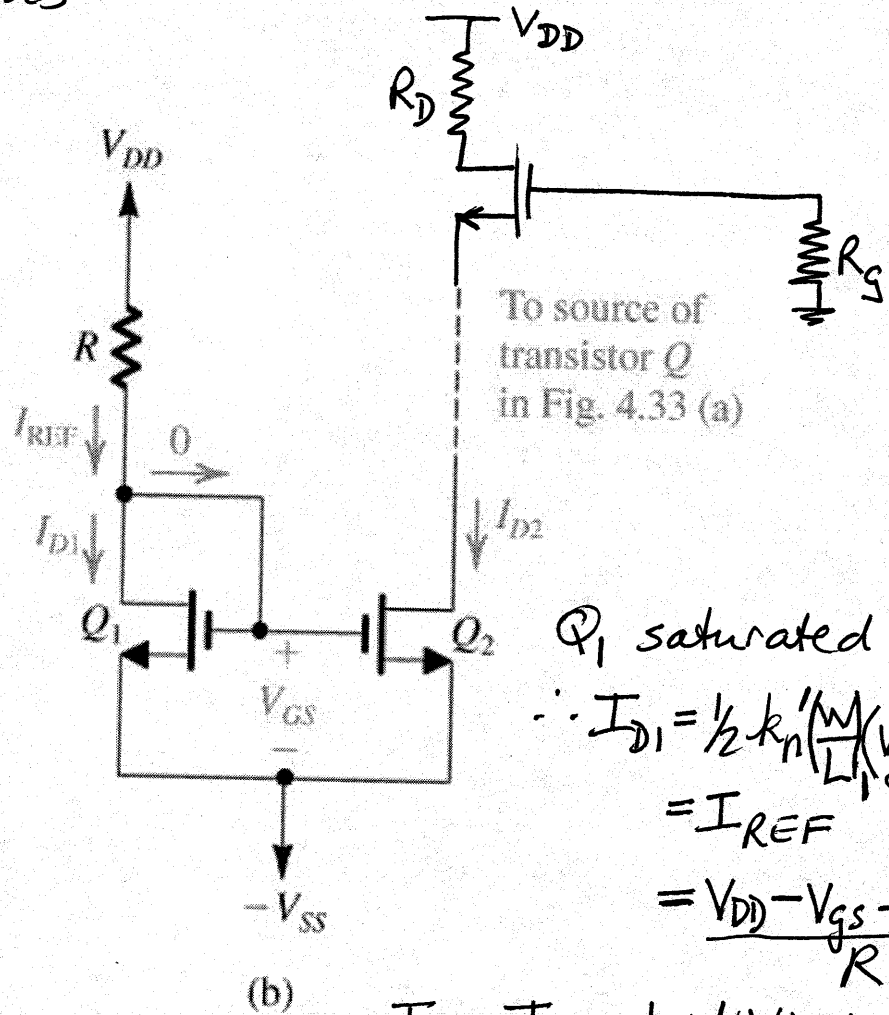 V_DD
R_D
V_DD
R_g
To source of
transistor Q
in Fig. 4.33 (a)
R
I_REF
0
I_D1
I_D2
Q_1
Q_2
+
V_GS
−
−V_SS
(b)
Q_1 saturated
∴ I_D1 = 1/2 k_n' (W/L)_1 (
= I_REF
= V_DD − V_GS − / R